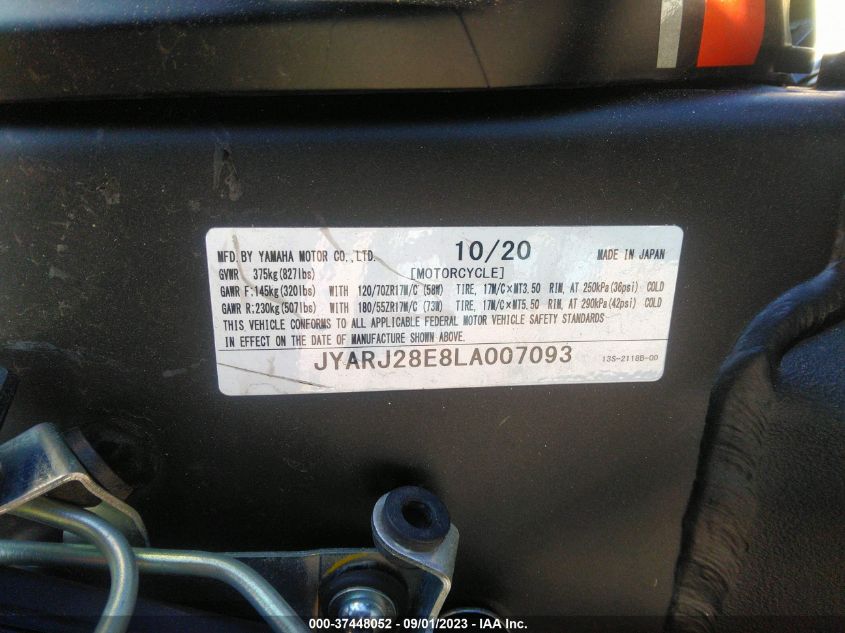 MFD.BY YAMAHA MOTOR CO.,LTD. 10/20 MADE IN JAPAN
GVWR 375kg(827lbs) [MOTORCYCLE]
GAWR F:145kg(320lbs) WITH 120/70ZR17M/C (58W) TIRE, 17M/C×MT3.50 RIM, AT 250kPa(36psi) COLD
GAWR R:230kg(507lbs) WITH 180/55ZR17M/C (73W) TIRE, 17M/C×MT5.50 RIM, AT 290kPa(42psi) COLD
THIS VEHICLE CONFORMS TO ALL APPLICABLE FEDERAL MOTOR VEHICLE SAFETY STANDARDS
IN EFFECT ON THE DATE OF MANUFACTURE SHOWN ABOVE.
JYARJ28E8LA007093 13S-2118B-00
000-37448052 - 09/01/2023 - IAA Inc.